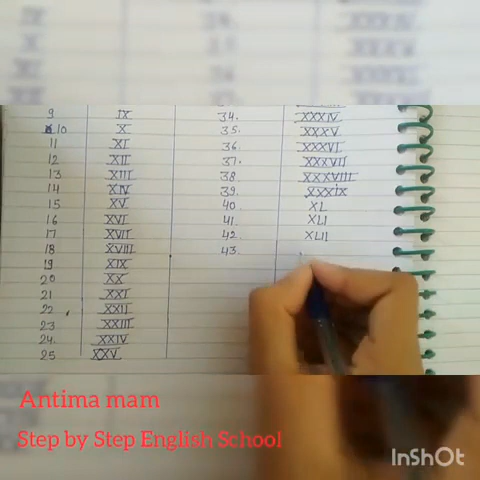 9 IX 34. XXXIV
10 X 35. XXXV
11 XI 36. XXXVI
12 XII 37. XXXVII
13 XIII 38. XXXVIII
14 XIV 39. XXXIX
15 XV 40. XL
16 XVI 41. XLI
17 XVII 42. XLII
18 XVIII 43.
19 XIX
20 XX
21 XXI
22 XXII
23 XXIII
24. XXIV
25 XXV
Antima mam
Step by Step English School
InShOt